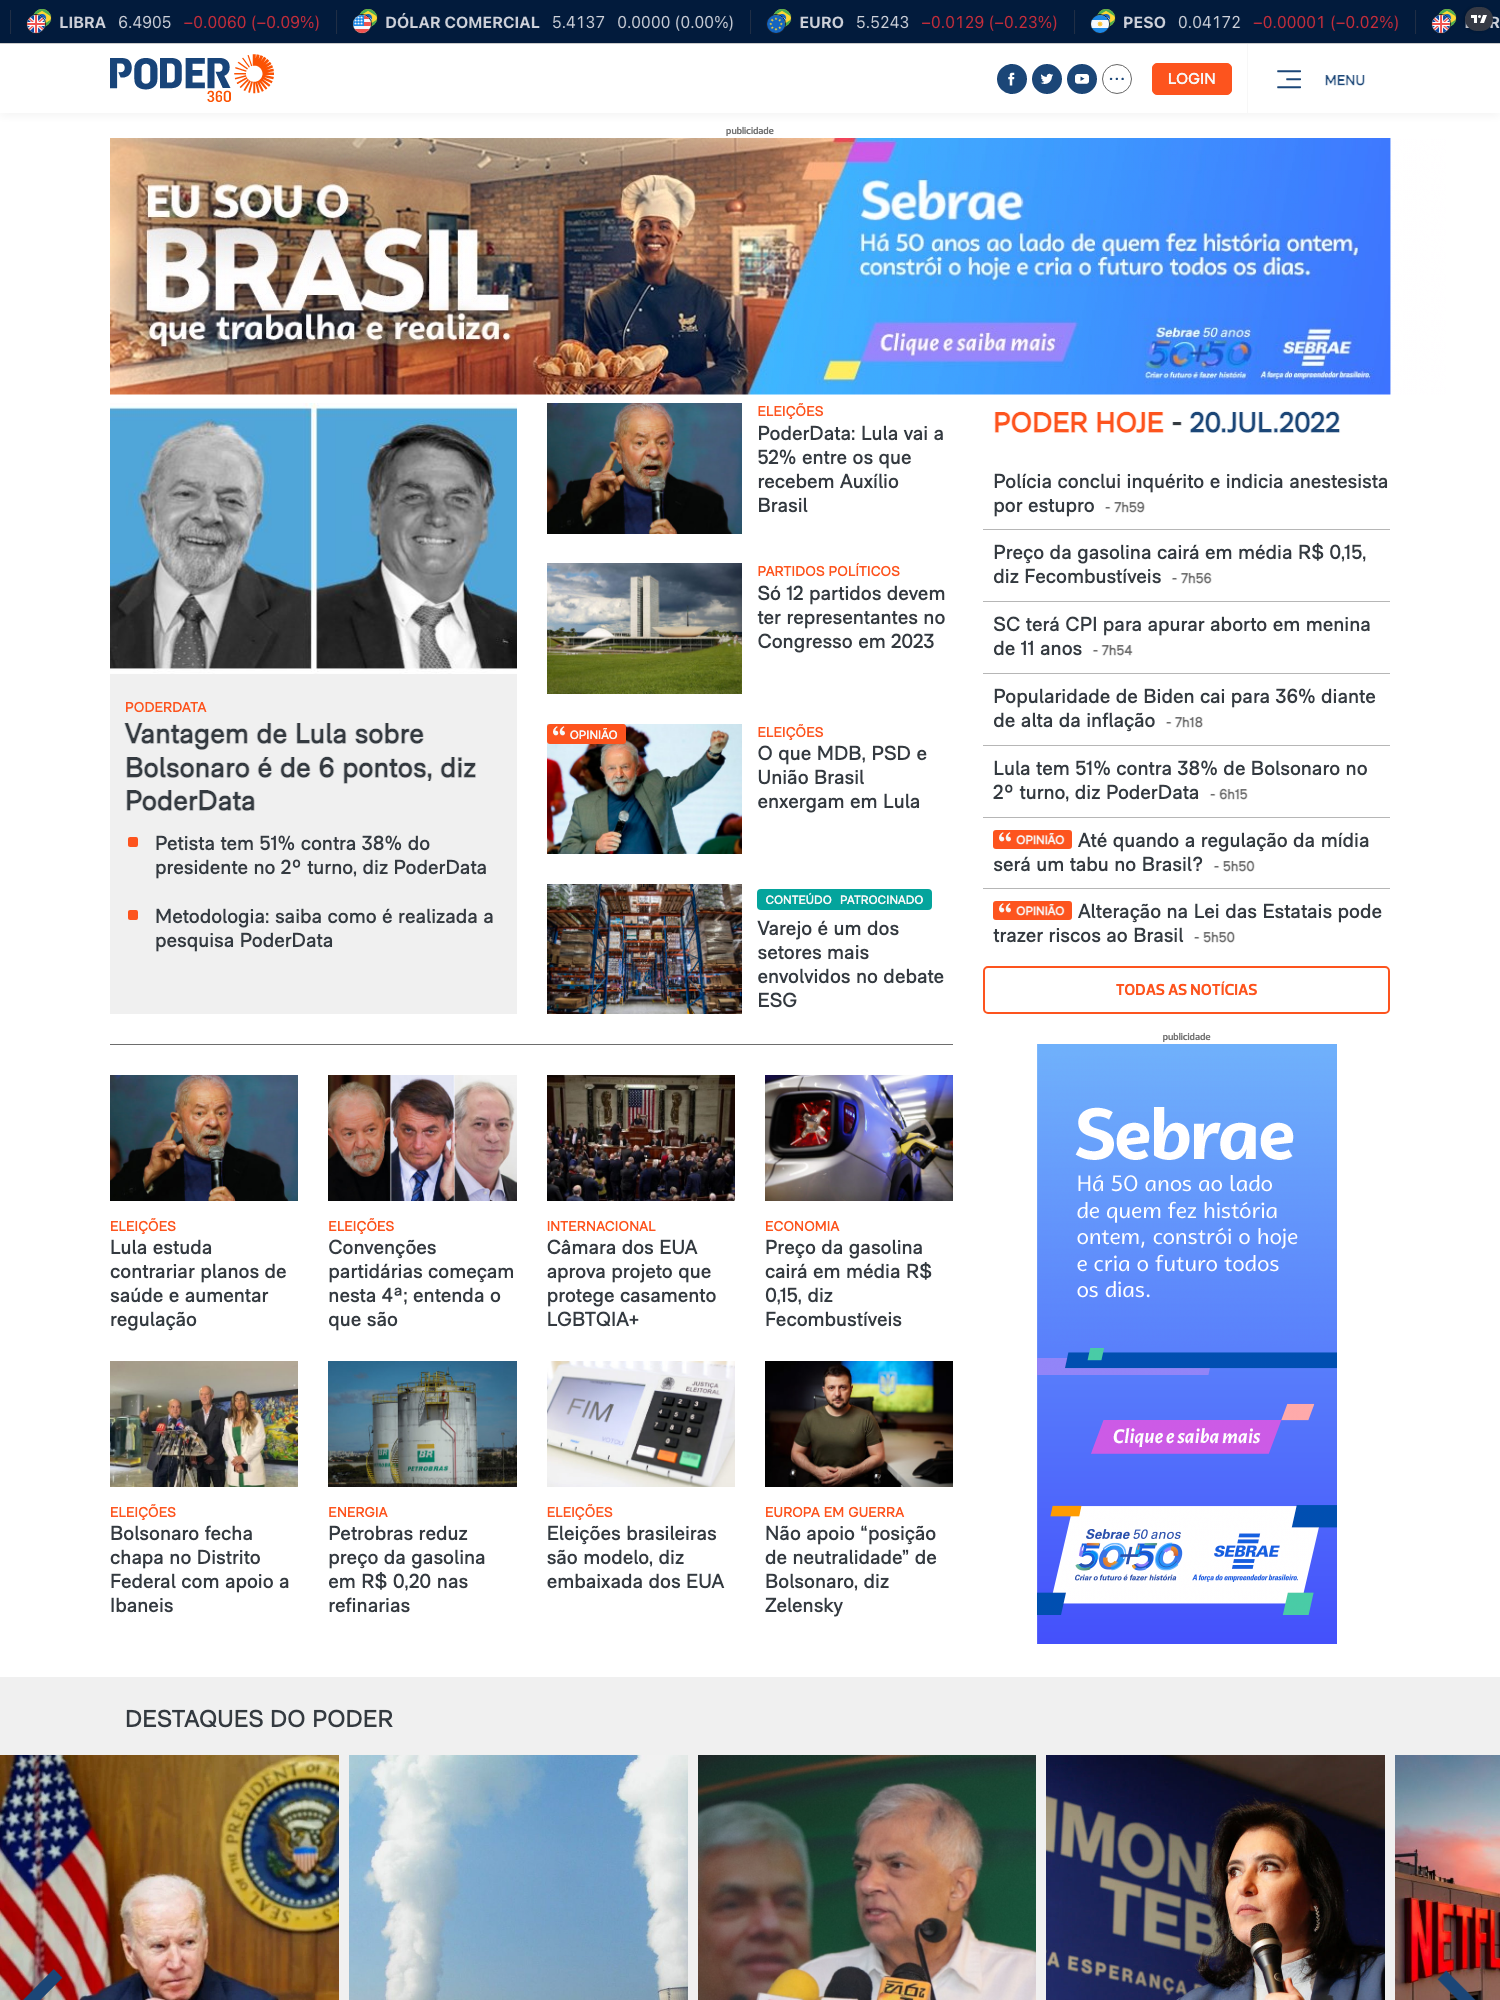 LIBRA 6.4905 −0.0060 (−0.09%) DÓLAR COMERCIAL 5.4137 0.0000 (0.00%) EURO 5.5243 −0.0129 (−0.23%) PESO 0.04172 −0.00001 (−0.02%)
PODER
360
LOGIN
MENU
publicidade
EU SOU O
BRASIL
que trabalha e realiza.
Sebrae
Há 50 anos ao lado de quem fez história ontem,
constrói o hoje e cria o futuro todos os dias.
Clique e saiba mais
Sebrae 50 anos
50+50
Criar o futuro é fazer história
SEBRAE
A força do empreendedor brasileiro.
PODERDATA
Vantagem de Lula sobre
Bolsonaro é de 6 pontos, diz
PoderData
Petista tem 51% contra 38% do
presidente no 2º turno, diz PoderData
Metodologia: saiba como é realizada a
pesquisa PoderData
ELEIÇÕES
PoderData: Lula vai a
52% entre os que
recebem Auxílio
Brasil
PARTIDOS POLÍTICOS
Só 12 partidos devem
ter representantes no
Congresso em 2023
OPINIÃO
ELEIÇÕES
O que MDB, PSD e
União Brasil
enxergam em Lula
CONTEÚDO PATROCINADO
Varejo é um dos
setores mais
envolvidos no debate
ESG
PODER HOJE - 20.JUL.2022
Polícia conclui inquérito e indicia anestesista
por estupro - 7h59
Preço da gasolina cairá em média R$ 0,15,
diz Fecombustíveis - 7h56
SC terá CPI para apurar aborto em menina
de 11 anos - 7h54
Popularidade de Biden cai para 36% diante
de alta da inflação - 7h18
Lula tem 51% contra 38% de Bolsonaro no
2º turno, diz PoderData - 6h15
OPINIÃO Até quando a regulação da mídia
será um tabu no Brasil? - 5h50
OPINIÃO Alteração na Lei das Estatais pode
trazer riscos ao Brasil - 5h50
TODAS AS NOTÍCIAS
publicidade
Sebrae
Há 50 anos ao lado
de quem fez história
ontem, constrói o hoje
e cria o futuro todos
os dias.
Clique e saiba mais
Sebrae 50 anos
50+50
Criar o futuro é fazer história
SEBRAE
A força do empreendedor brasileiro.
ELEIÇÕES
Lula estuda
contrariar planos de
saúde e aumentar
regulação
ELEIÇÕES
Convenções
partidárias começam
nesta 4ª; entenda o
que são
INTERNACIONAL
Câmara dos EUA
aprova projeto que
protege casamento
LGBTQIA+
ECONOMIA
Preço da gasolina
cairá em média R$
0,15, diz
Fecombustíveis
ELEIÇÕES
Bolsonaro fecha
chapa no Distrito
Federal com apoio a
Ibaneis
BR
PETROBRAS
ENERGIA
Petrobras reduz
preço da gasolina
em R$ 0,20 nas
refinarias
JUSTIÇA
ELEITORAL
FIM
ELEIÇÕES
Eleições brasileiras
são modelo, diz
embaixada dos EUA
EUROPA EM GUERRA
Não apoio “posição
de neutralidade” de
Bolsonaro, diz
Zelensky
DESTAQUES DO PODER
PRESIDENT OF
SEAL
IMON
TEB
A ESPERANÇA
NETFL